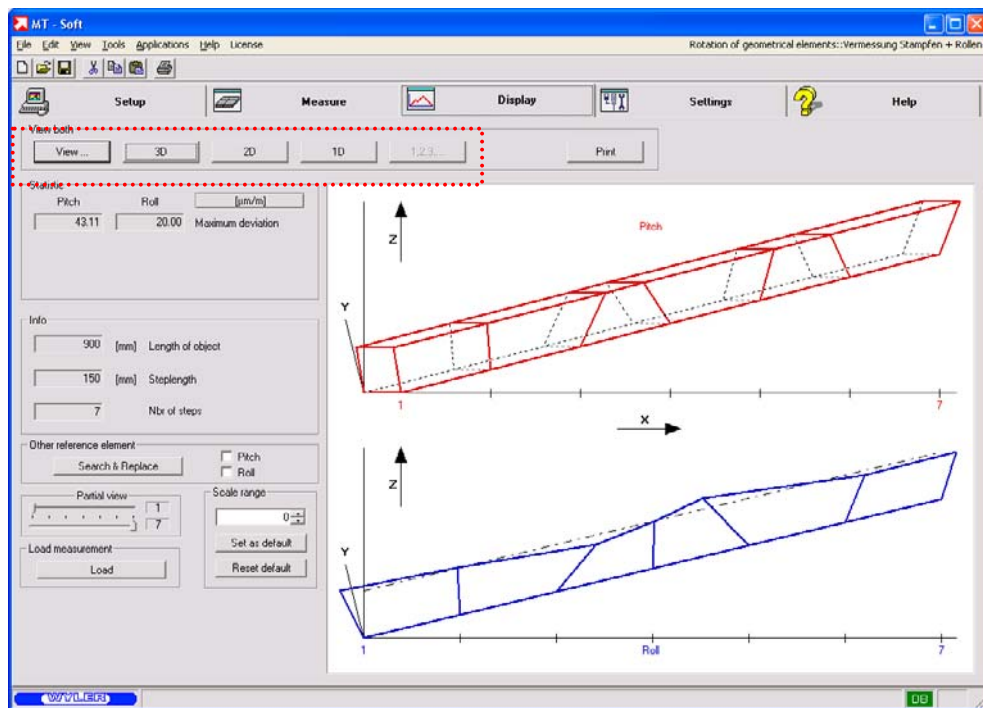 MT - Soft
File Edit View Tools Applications Help License
Rotation of geometrical elements::Vermessung Stampfen + Rollen
Setup Measure Display Settings Help
View both
View ... 3D 2D 1D 1,2,3,... Print
Statistic
Pitch Roll [µm/m]
43.11 20.00 Maximum deviation
Info
900 [mm] Length of object
150 [mm] Steplength
7 Nbr of steps
Other reference element
Search & Replace
Pitch
Roll
Partial view
1
7
Scale range
0
Set as default
Reset default
Load measurement
Load
Z
Pitch
Y
1 7
X
Z
Y
1 Roll 7
WYLER
DB